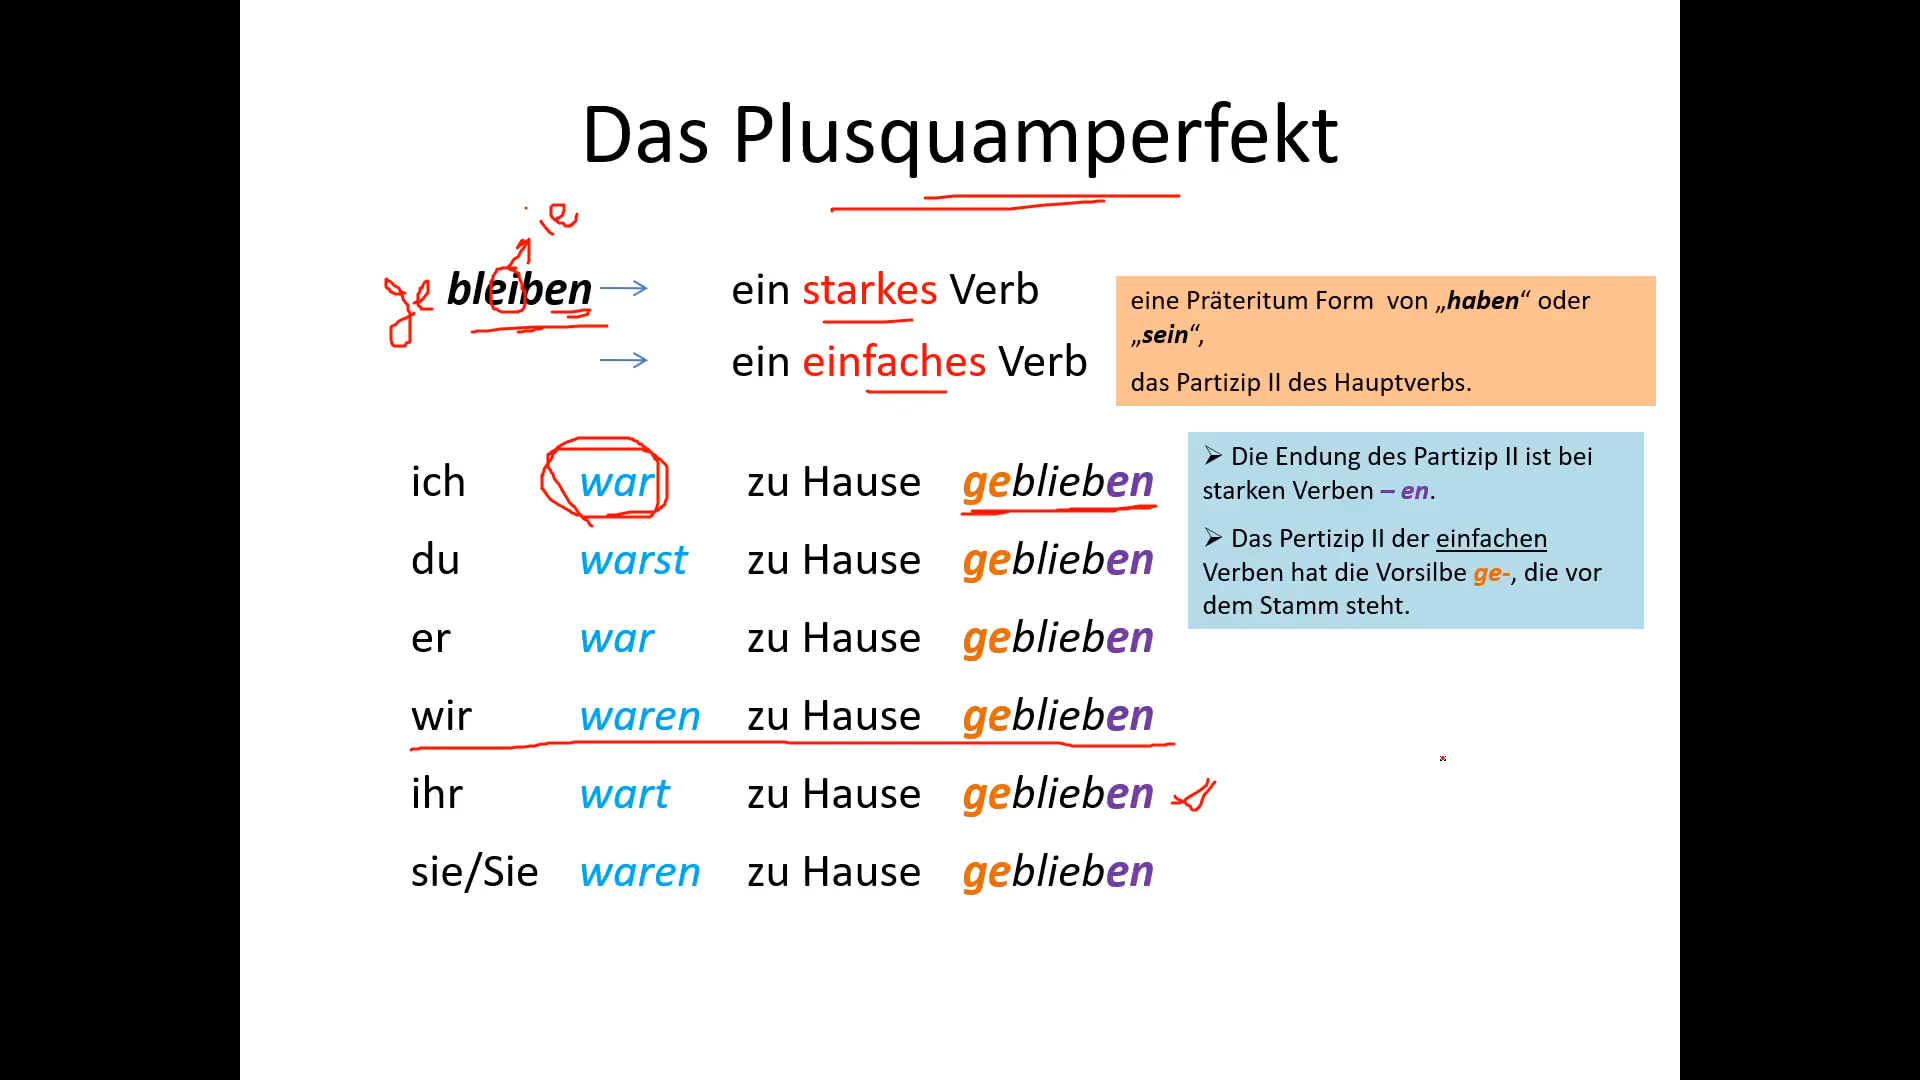 Das Plusquamperfekt
ie
ge bleiben → ein starkes Verb
→ ein einfaches Verb
eine Präteritum Form von „haben“ oder
„sein“,
das Partizip II des Hauptverbs.
ich war zu Hause geblieben
du warst zu Hause geblieben
er war zu Hause geblieben
wir waren zu Hause geblieben
ihr wart zu Hause geblieben
sie/Sie waren zu Hause geblieben
➢ Die Endung des Partizip II ist bei
starken Verben – en.
➢ Das Pertizip II der einfachen
Verben hat die Vorsilbe ge-, die vor
dem Stamm steht.